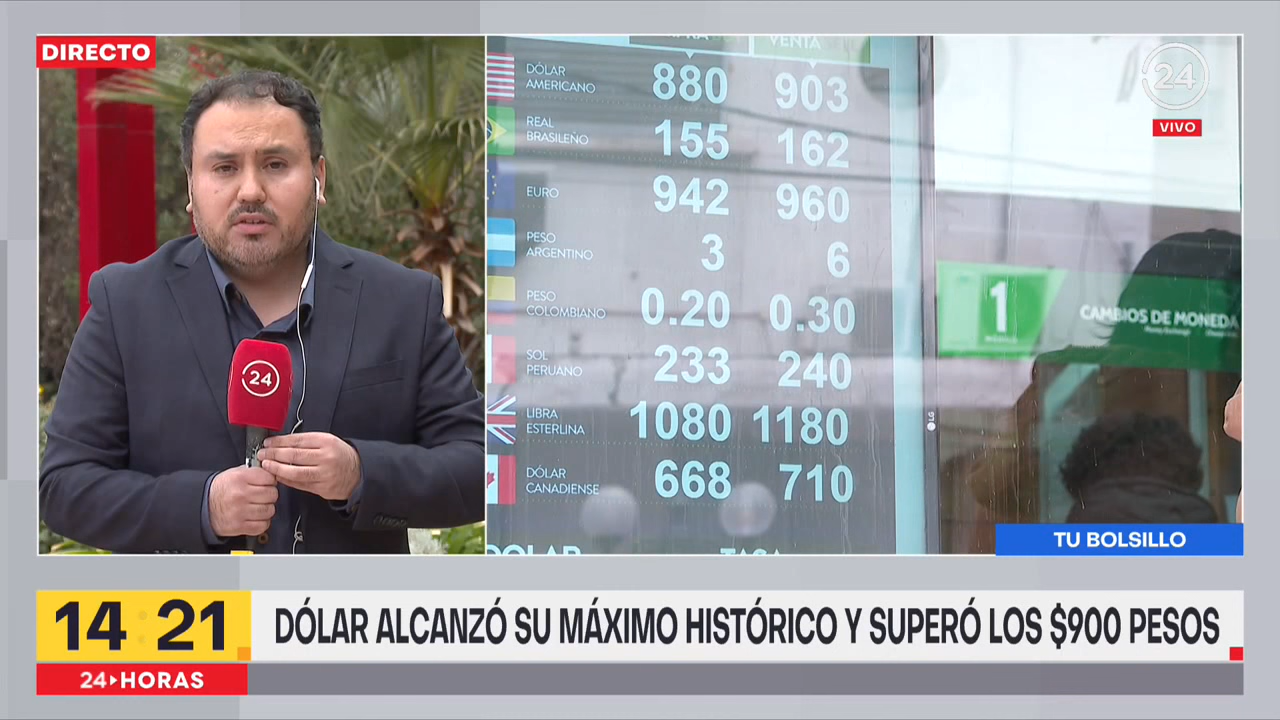 DIRECTO
VENTA
DÓLAR
AMERICANO
880
903
REAL
BRASILEÑO
155
162
EURO
942
960
PESO
ARGENTINO
3
6
PESO
COLOMBIANO
0.20
0.30
SOL
PERUANO
233
240
LIBRA
ESTERLINA
1080
1180
DÓLAR
CANADIENSE
668
710
DOLAR
TASA
24
VIVO
1
CAMBIOS DE MONEDA
LG
24
TU BOLSILLO
14:21
DÓLAR ALCANZÓ SU MÁXIMO HISTÓRICO Y SUPERÓ LOS $900 PESOS
24 HORAS